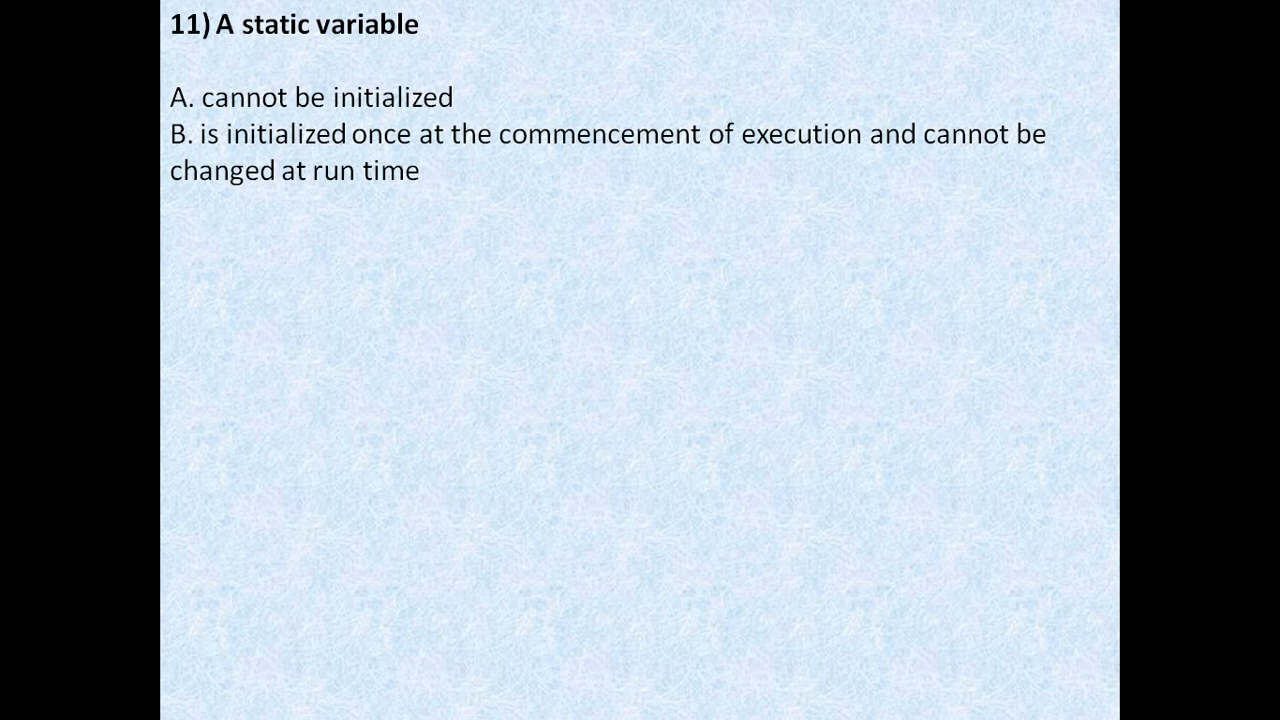 11) A static variable
A. cannot be initialized
B. is initialized once at the commencement of execution and cannot be
changed at run time